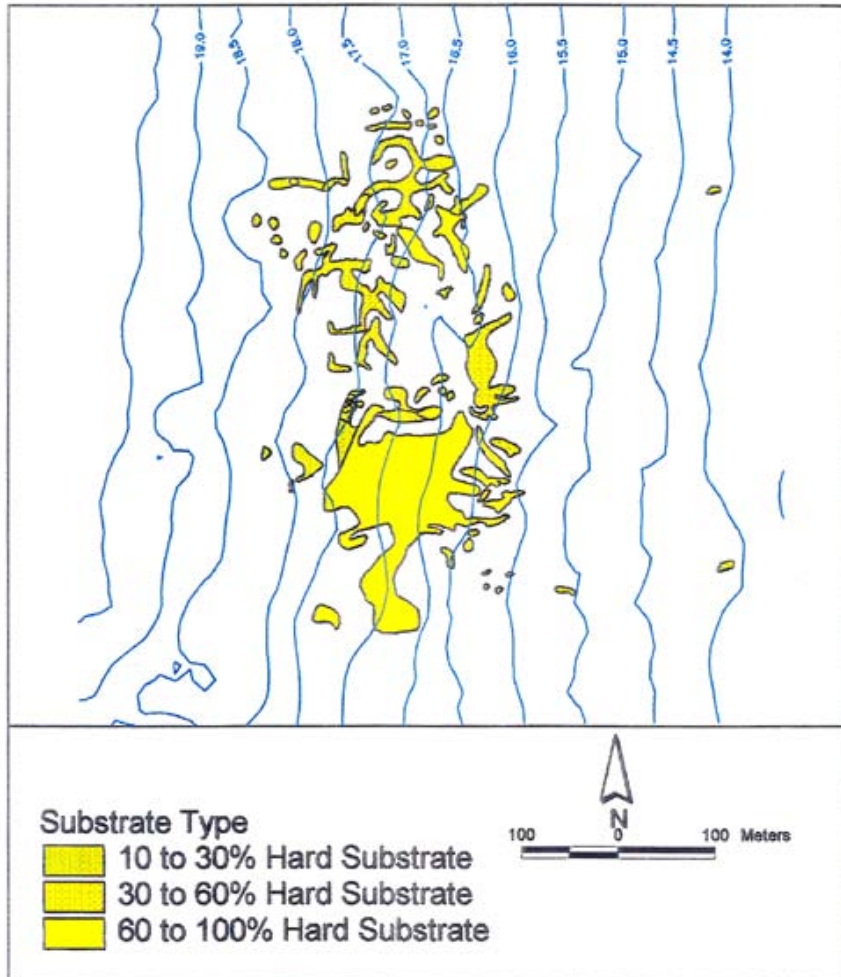 19.0
18.5
18.0
17.5
17.0
16.5
16.0
15.5
15.0
14.5
14.0
N
100 0 100 Meters
Substrate Type
10 to 30% Hard Substrate
30 to 60% Hard Substrate
60 to 100% Hard Substrate